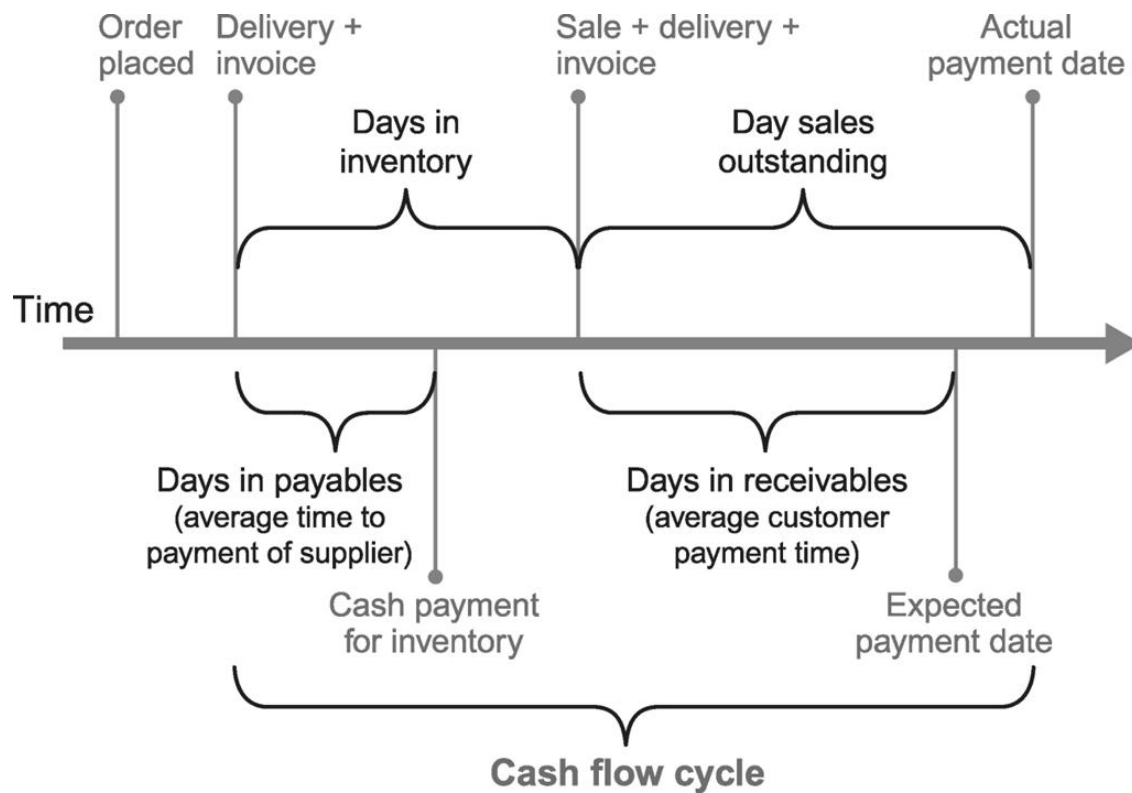 Order
placed
Delivery +
invoice
Sale + delivery +
invoice
Actual
payment date
Days in
inventory
Day sales
outstanding
Time
Days in payables
(average time to
payment of supplier)
Days in receivables
(average customer
payment time)
Cash payment
for inventory
Expected
payment date
Cash flow cycle